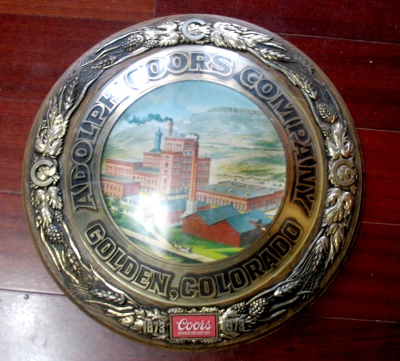 ADOLPH COORS COMPANY
GOLDEN, COLORADO
1873 Coors 1973